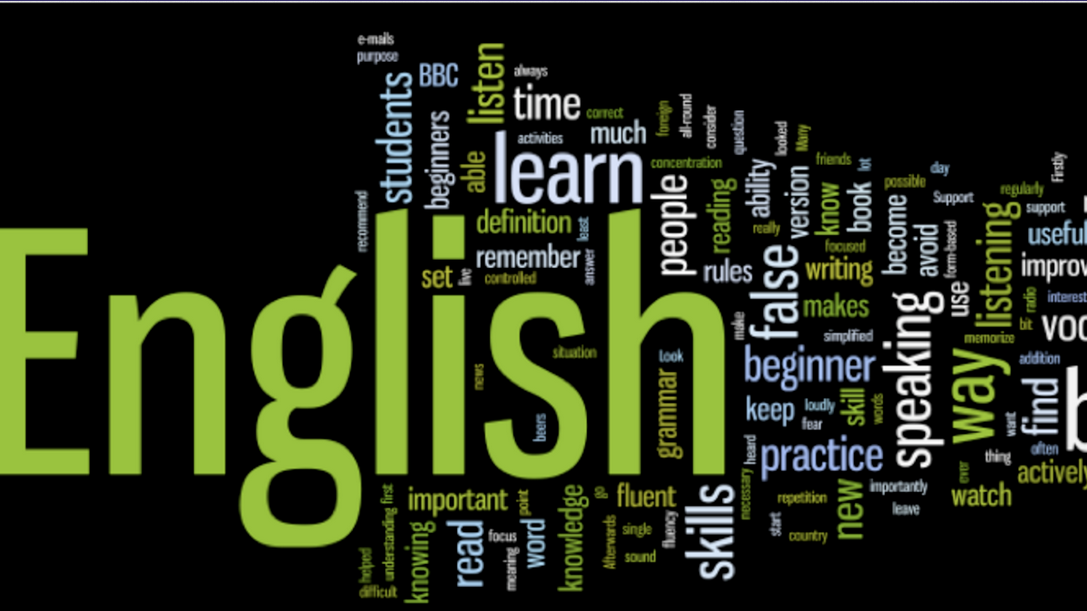 e-mails
purpose
students
BBC
listen
always
time
correct
foreign
all-round
consider
question
looked
Many
beginners
able
activities
much
learn
concentration
friends
lot
possible
day
Firstly
recommend
definition
least
people
reading
ability
really
version
know
book
become
Support
regularly
support
set
live
remember
controlled
answer
rules
false
focused
writing
avoid
form-based
listening
useful
improv
English
makes
make
simplified
speaking
use
radio
interest
bit
voc
memorize
news
situation
beers
look
grammar
beginner
keep
loudly
fear
skill
words
way
addition
find
want
b
often
heard
practice
thing
ever
actively
first
understanding
helped
difficult
knowing
important
point
read
focus
meaning
word
knowledge
go
fluent
Afterwards
single
sound
fluency
skills
necessary
repetition
start
country
new
importantly
leave
watch